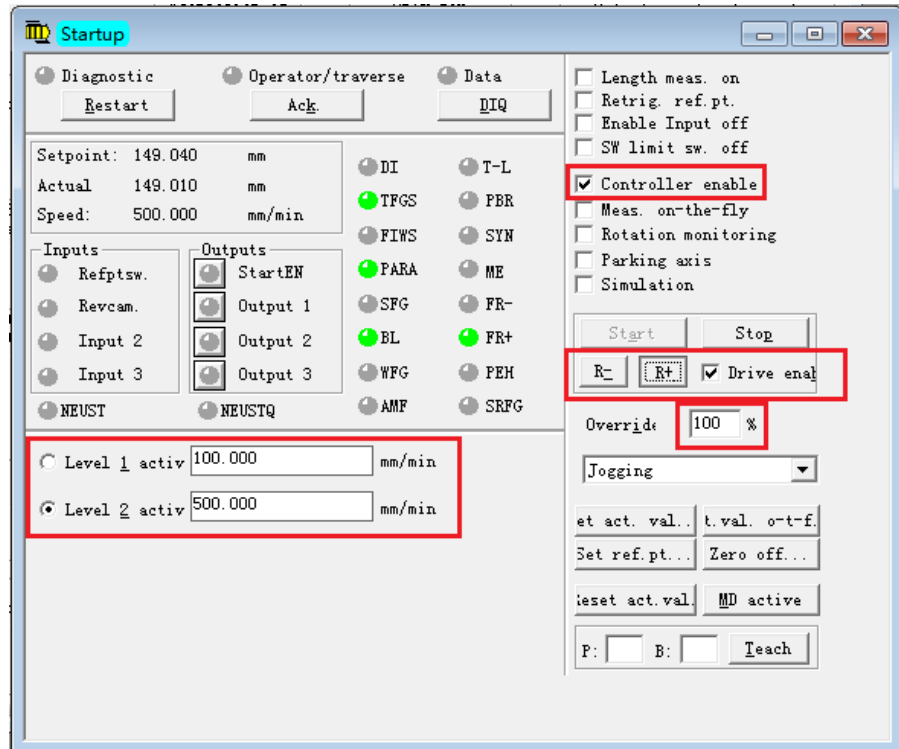 Startup
Diagnostic
Operator/traverse
Data
Restart
Ack.
DIQ
Setpoint: 149.040 mm
Actual 149.010 mm
Speed: 500.000 mm/min
DI
T-L
TFGS
PBR
FIWS
SYN
PARA
ME
SFG
FR-
BL
FR+
WFG
PEH
AMF
SRFG
Inputs
Refptsw.
Revcam.
Input 2
Input 3
Outputs
StartEN
Output 1
Output 2
Output 3
NEUST
NEUSTQ
Level 1 activ 100.000 mm/min
Level 2 activ 500.000 mm/min
Length meas. on
Retrig. ref.pt.
Enable Input off
SW limit sw. off
Controller enable
Meas. on-the-fly
Rotation monitoring
Parking axis
Simulation
Start
Stop
R-
R+
Drive enab
Override 100 %
Jogging
et act. val..
t.val. o-t-f.
Set ref.pt...
Zero off...
eset act.val.
MD active
P:
B:
Teach